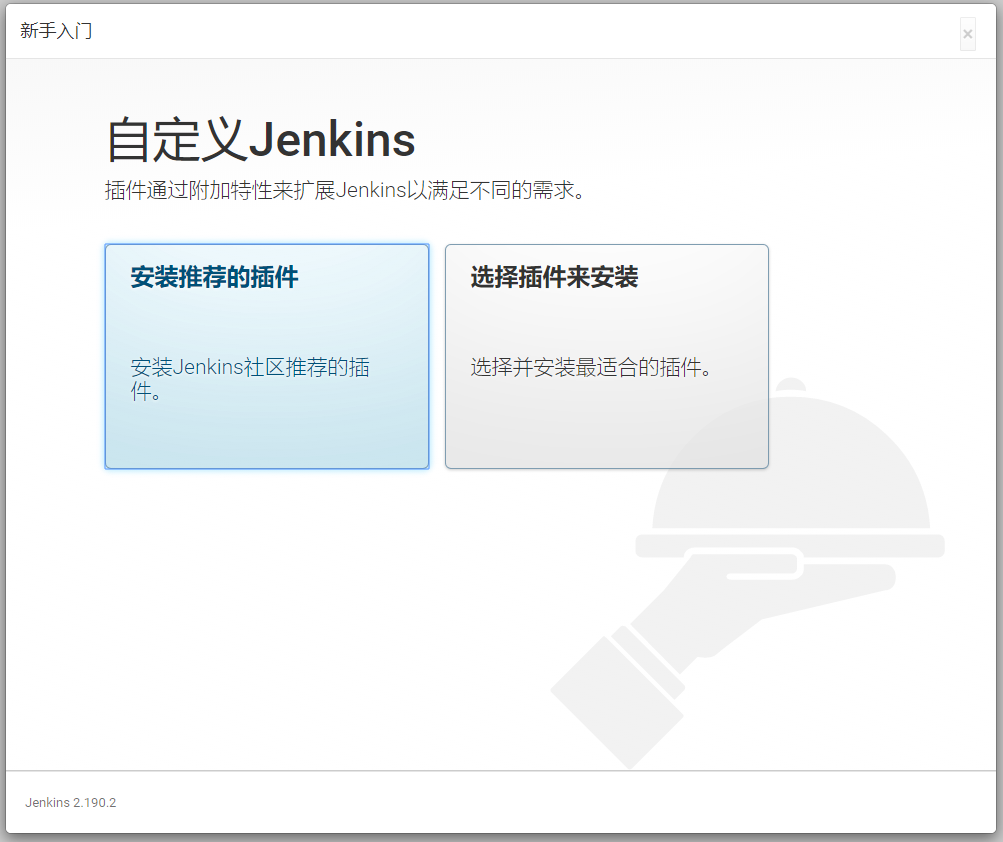 新手入门
×
自定义Jenkins
插件通过附加特性来扩展Jenkins以满足不同的需求。
安装推荐的插件
安装Jenkins社区推荐的插
件。
选择插件来安装
选择并安装最适合的插件。
Jenkins 2.190.2